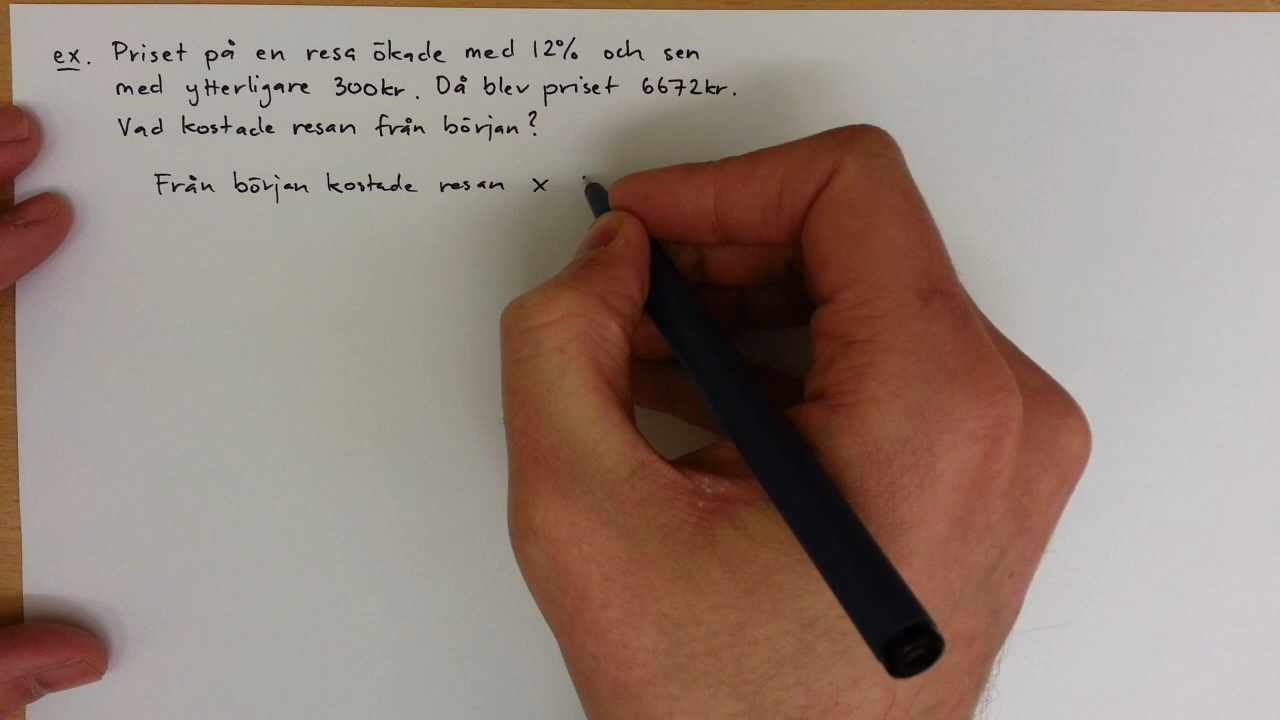 ex. Priset på en resa ökade med 12% och sen
med ytterligare 300kr. Då blev priset 6672kr.
Vad kostade resan från början?
Från början kostade resan x